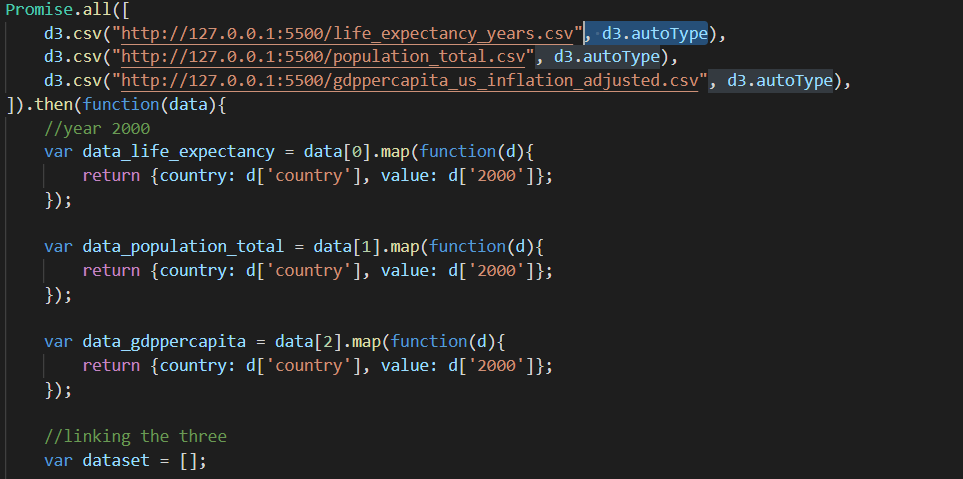 Promise.all([
    d3.csv("http://127.0.0.1:5500/life_expectancy_years.csv", d3.autoType),
    d3.csv("http://127.0.0.1:5500/population_total.csv", d3.autoType),
    d3.csv("http://127.0.0.1:5500/gdppercapita_us_inflation_adjusted.csv", d3.autoType),
]).then(function(data){
    //year 2000
    var data_life_expectancy = data[0].map(function(d){
        return {country: d['country'], value: d['2000']};
    });
    var data_population_total = data[1].map(function(d){
        return {country: d['country'], value: d['2000']};
    });
    var data_gdppercapita = data[2].map(function(d){
        return {country: d['country'], value: d['2000']};
    });
    //linking the three
    var dataset = [];